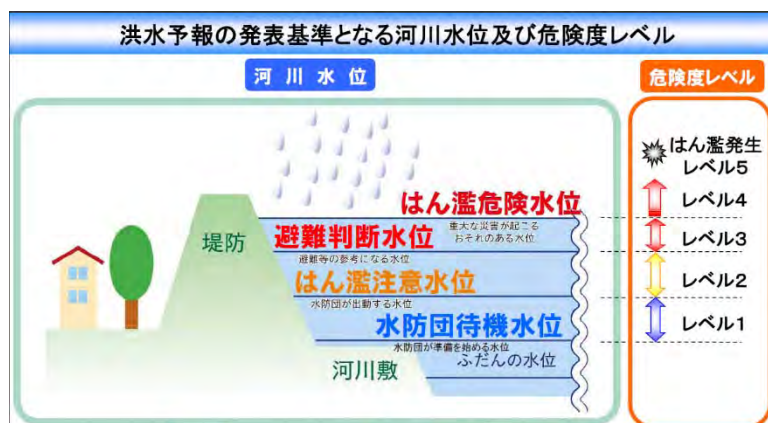 洪水予報の発表基準となる河川水位及び危険度レベル
河川水位
危険度レベル
はん濫発生
レベル5
はん濫危険水位
重大な災害が起こる
おそれのある水位
レベル4
堤防
避難判断水位
避難等の参考になる水位
レベル3
はん濫注意水位
水防団が出動する水位
レベル2
水防団待機水位
水防団が準備を始める水位
レベル1
ふだんの水位
河川敷